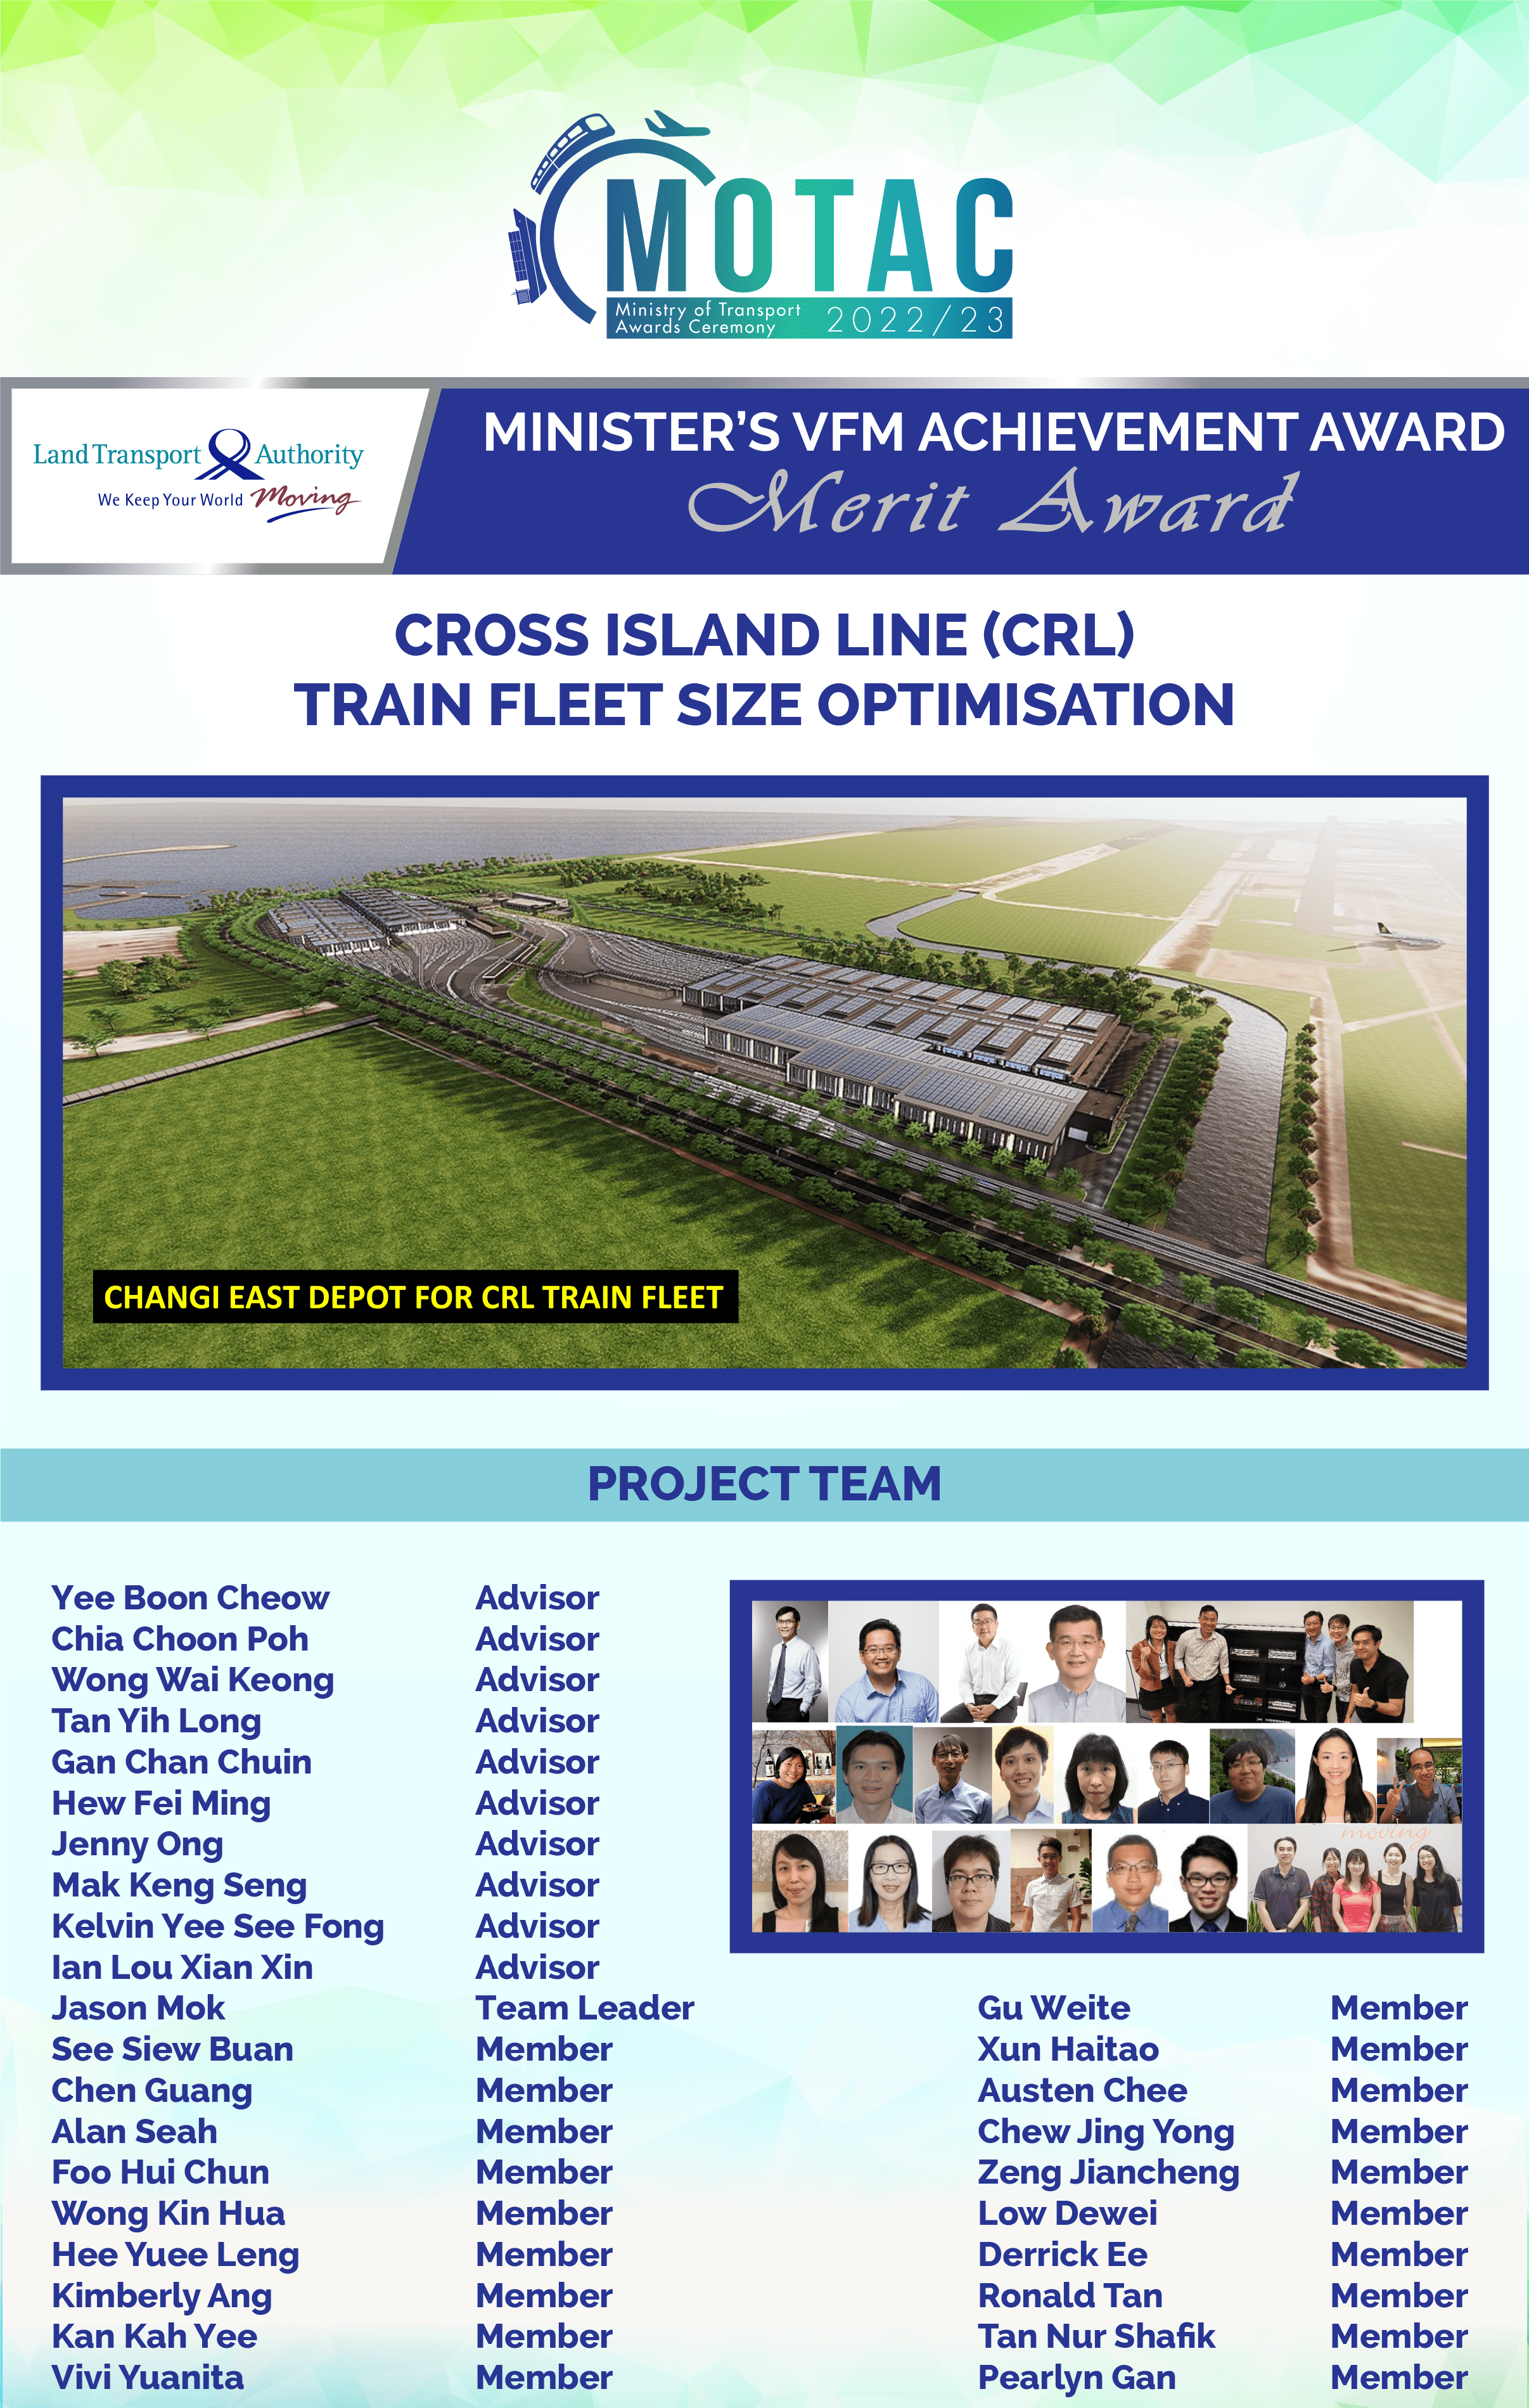 MOTAC
Ministry of Transport
Awards Ceremony 2022/23
Land Transport Authority
We Keep Your World Moving
MINISTER'S VFM ACHIEVEMENT AWARD
Merit Award
CROSS ISLAND LINE (CRL)
TRAIN FLEET SIZE OPTIMISATION
CHANGI EAST DEPOT FOR CRL TRAIN FLEET
PROJECT TEAM
Yee Boon Cheow Advisor
Chia Choon Poh Advisor
Wong Wai Keong Advisor
Tan Yih Long Advisor
Gan Chan Chuin Advisor
Hew Fei Ming Advisor
Jenny Ong Advisor
Mak Keng Seng Advisor
Kelvin Yee See Fong Advisor
Ian Lou Xian Xin Advisor
Jason Mok Team Leader
See Siew Buan Member
Chen Guang Member
Alan Seah Member
Foo Hui Chun Member
Wong Kin Hua Member
Hee Yuee Leng Member
Kimberly Ang Member
Kan Kah Yee Member
Vivi Yuanita Member
moving
Gu Weite Member
Xun Haitao Member
Austen Chee Member
Chew Jing Yong Member
Zeng Jiancheng Member
Low Dewei Member
Derrick Ee Member
Ronald Tan Member
Tan Nur Shafik Member
Pearlyn Gan Member